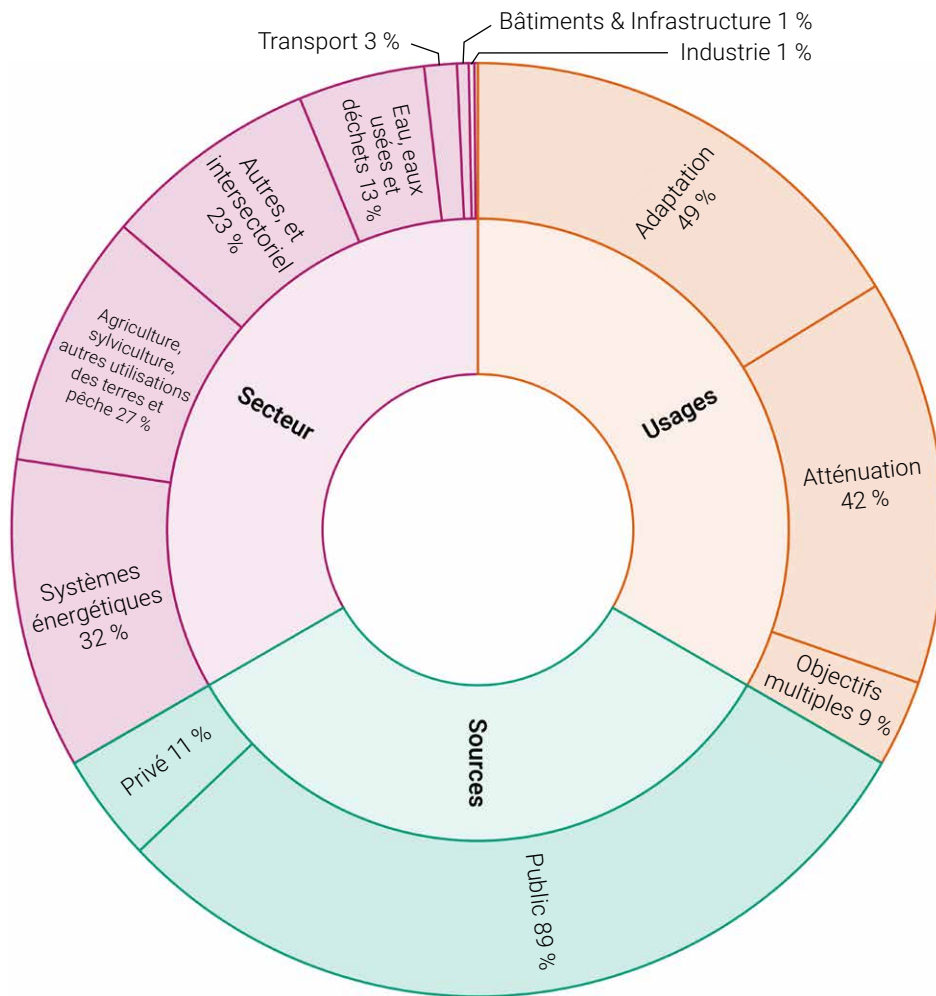 Bâtiments & Infrastructure 1 %
Transport 3 %
Industrie 1 %
Eau, eaux
usées et
déchets 13 %
Autres, et
intersectoriel
23 %
Agriculture,
sylviculture,
autres utilisations
des terres et
pêche 27 %
Systèmes
énergétiques
32 %
Secteur
Adaptation
49 %
Usages
Atténuation
42 %
Objectifs
multiples 9 %
Sources
Privé 11 %
Public 89 %